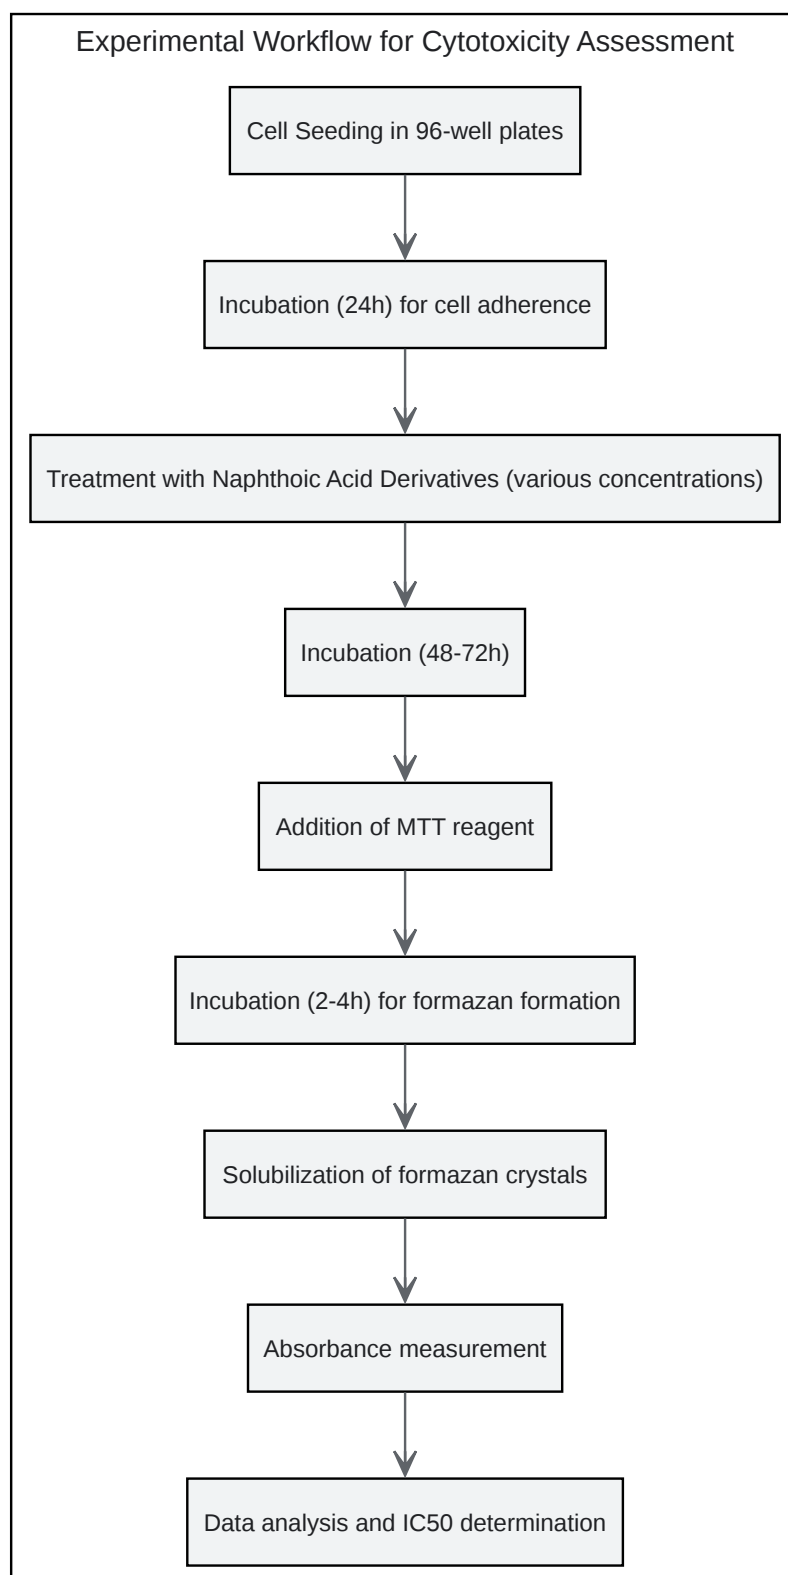 Experimental Workflow for Cytotoxicity Assessment
Cell Seeding in 96-well plates
Incubation (24h) for cell adherence
Treatment with Naphthoic Acid Derivatives (various concentrations)
Incubation (48-72h)
Addition of MTT reagent
Incubation (2-4h) for formazan formation
Solubilization of formazan crystals
Absorbance measurement
Data analysis and IC50 determination